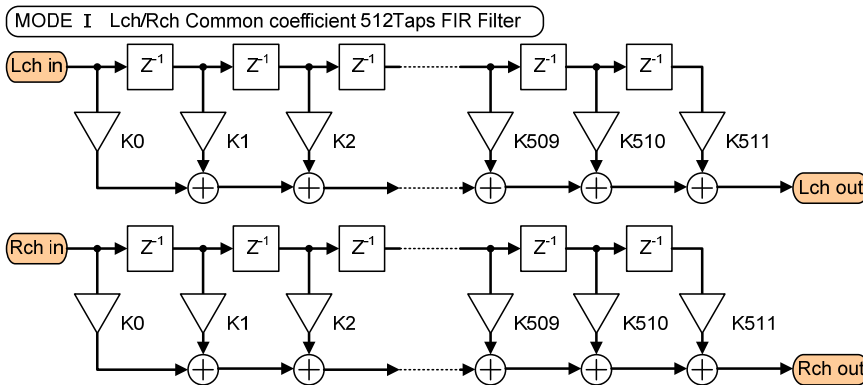 MODE I Lch/Rch Common coefficient 512Taps FIR Filter
Lch in Z⁻¹ Z⁻¹ Z⁻¹ Z⁻¹ Z⁻¹
K0 K1 K2 K509 K510 K511
Lch out
Rch in Z⁻¹ Z⁻¹ Z⁻¹ Z⁻¹ Z⁻¹
K0 K1 K2 K509 K510 K511
Rch out